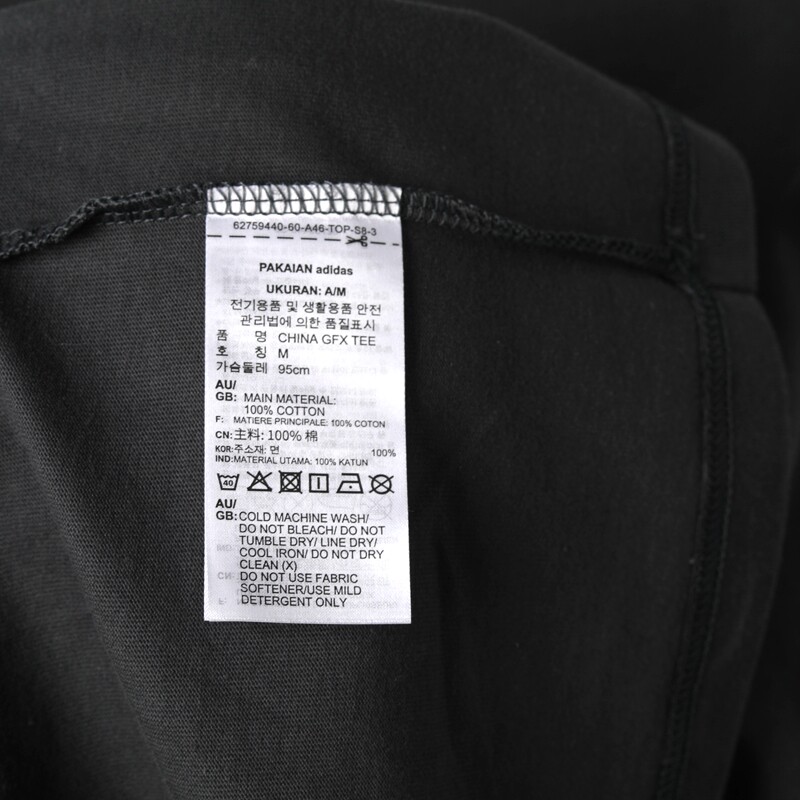 62759440-60-A46-TOP-S8-3
PAKAIAN adidas
UKURAN: A/M
전기용품 및 생활용품 안전
관리법에 의한 품질표시
품 명 CHINA GFX TEE
호 칭 M
가슴둘레 95cm
AU/
GB: MAIN MATERIAL:
100% COTTON
F: MATIERE PRINCIPALE: 100% COTON
CN:主料: 100% 棉
KOR:주소재: 면 100%
IND:MATERIAL UTAMA: 100% KATUN
40
AU/
GB:COLD MACHINE WASH/
DO NOT BLEACH/ DO NOT
TUMBLE DRY/ LINE DRY/
COOL IRON/ DO NOT DRY
CLEAN (X)
DO NOT USE FABRIC
SOFTENER/USE MILD
DETERGENT ONLY